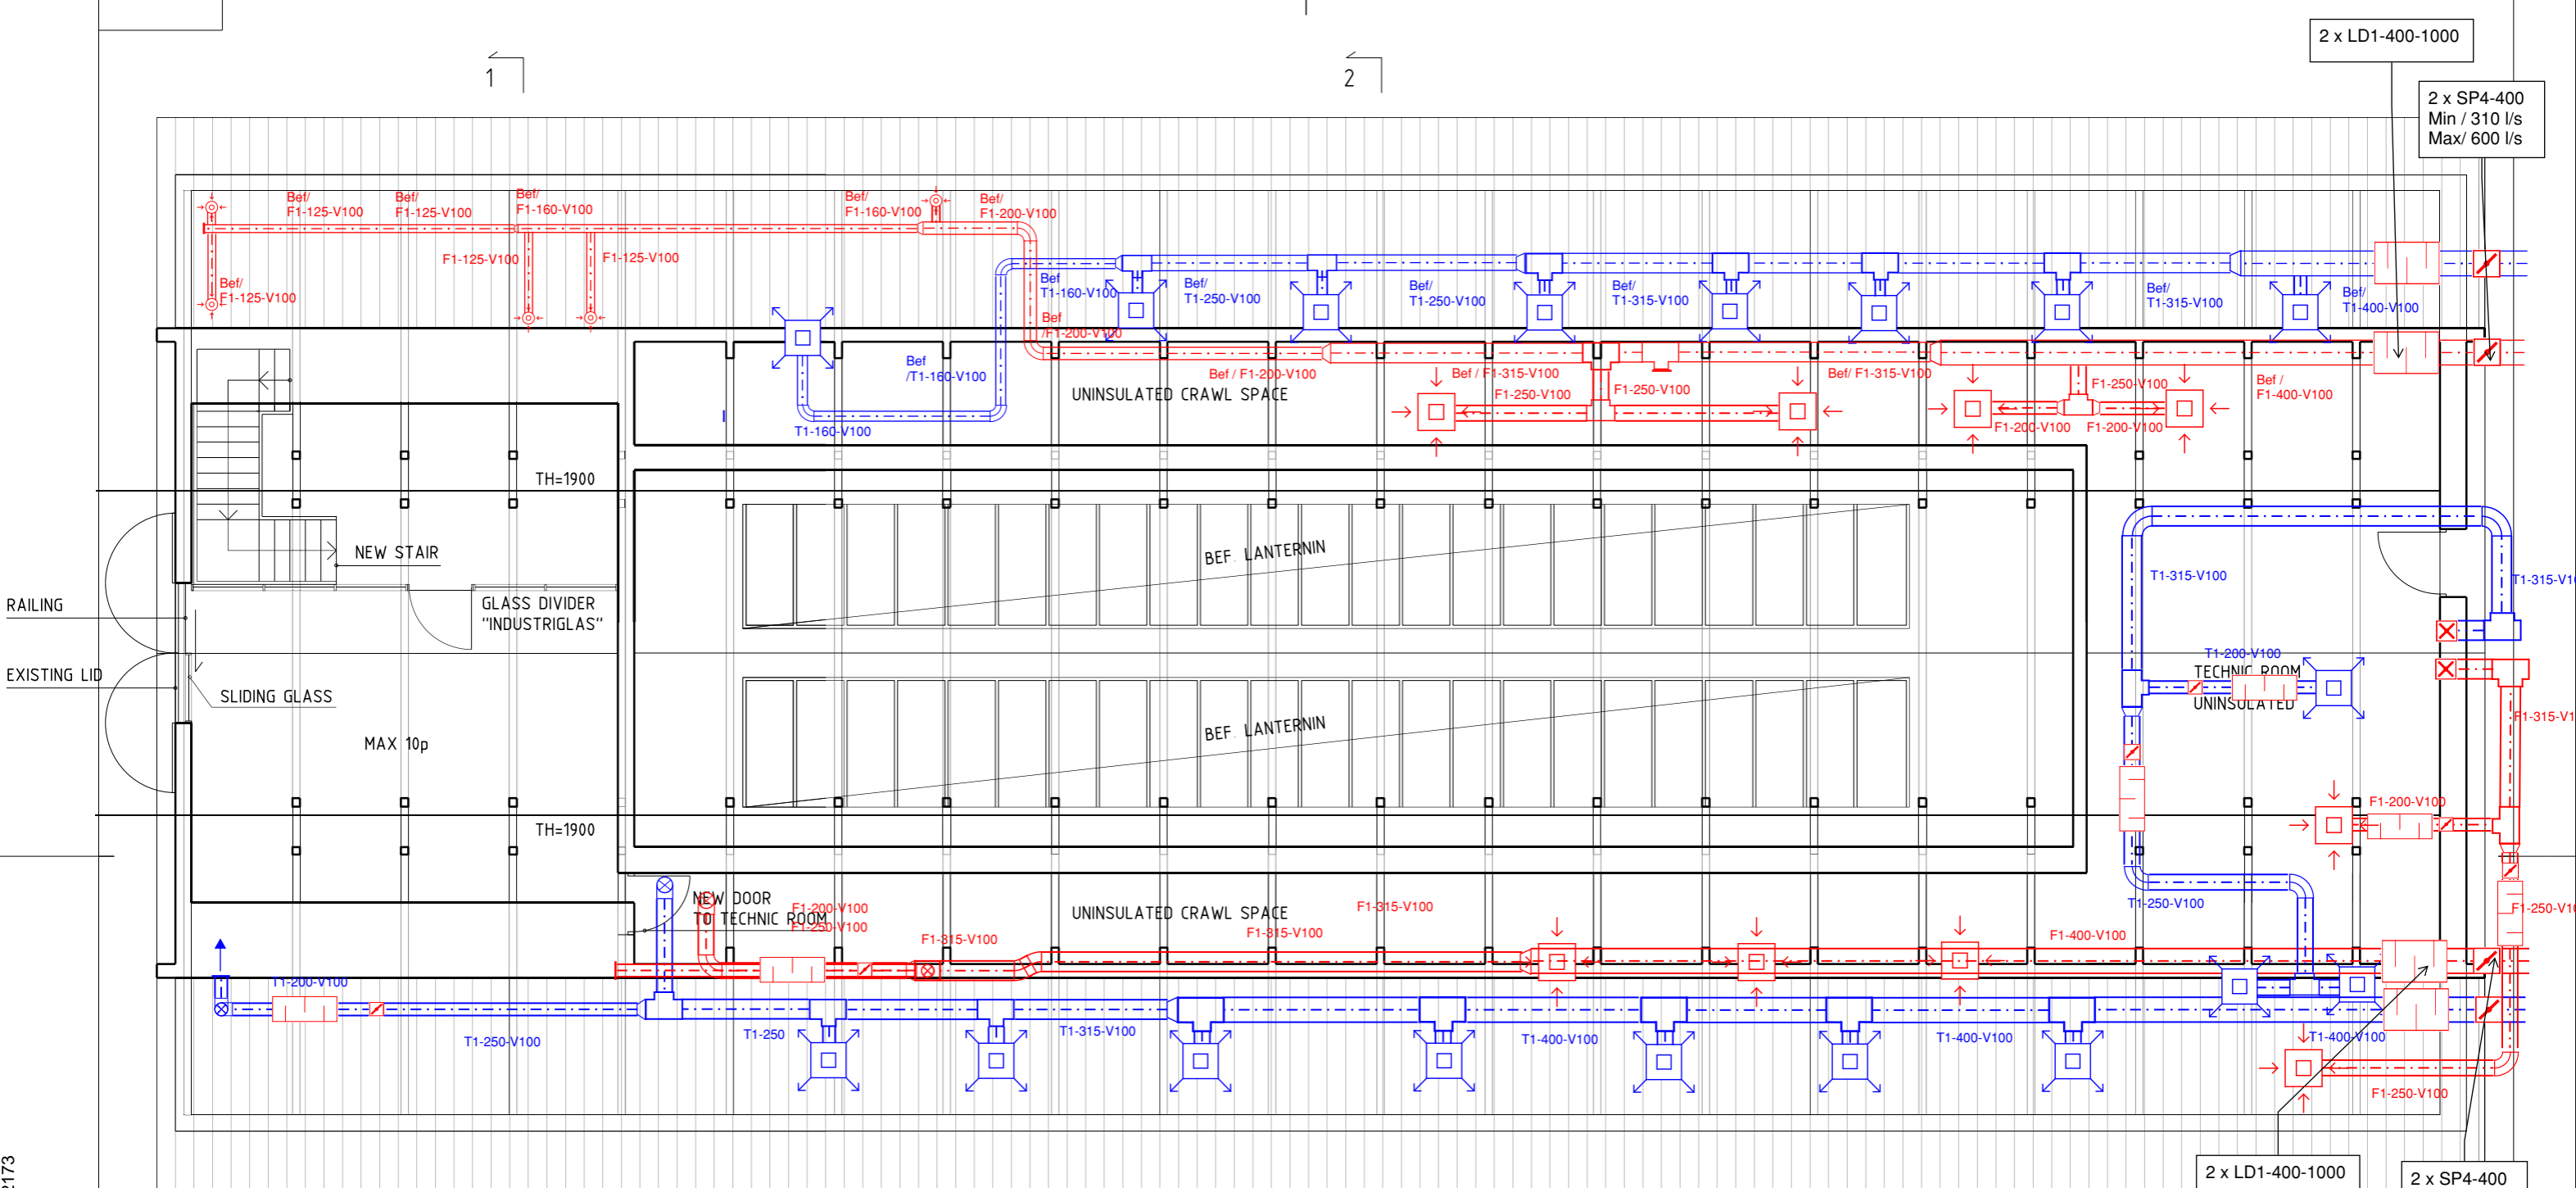 2 x LD1-400-1000
2 x SP4-400
Min / 310 l/s
Max/ 600 l/s
1
2
Bef/
F1-125-V100
Bef/
F1-125-V100
Bef/
F1-160-V100
Bef/
F1-160-V100
Bef/
F1-200-V100
F1-125-V100
F1-125-V100
Bef/
F1-125-V100
Bef
T1-160-V100
Bef/
T1-250-V100
Bef/
T1-250-V100
Bef/
T1-315-V100
Bef/
T1-315-V100
Bef/
T1-400-V100
Bef
/F1-200-V100
Bef
/T1-160-V100
Bef / F1-200-V100
Bef / F1-315-V100
Bef/ F1-315-V100
Bef /
F1-400-V100
F1-250-V100
F1-250-V100
F1-250-V100
F1-200-V100
F1-200-V100
UNINSULATED CRAWL SPACE
T1-160-V100
TH=1900
NEW STAIR
BEF. LANTERNIN
T1-315-V100
T1-315-V1
RAILING
GLASS DIVIDER
"INDUSTRIGLAS"
EXISTING LID
SLIDING GLASS
T1-200-V100
TECHNIC ROOM
UNINSULATED
MAX 10p
BEF. LANTERNIN
F1-315-V1
F1-200-V100
TH=1900
NEW DOOR
TO TECHNIC ROOM
F1-200-V100
F1-250-V100
UNINSULATED CRAWL SPACE
F1-315-V100
F1-315-V100
F1-315-V100
F1-400-V100
T1-250-V100
F1-250-V1
T1-200-V100
T1-250-V100
T1-250
T1-315-V100
T1-400-V100
T1-400-V100
T1-400-V100
F1-250-V100
2 x LD1-400-1000
2 x SP4-400
2173